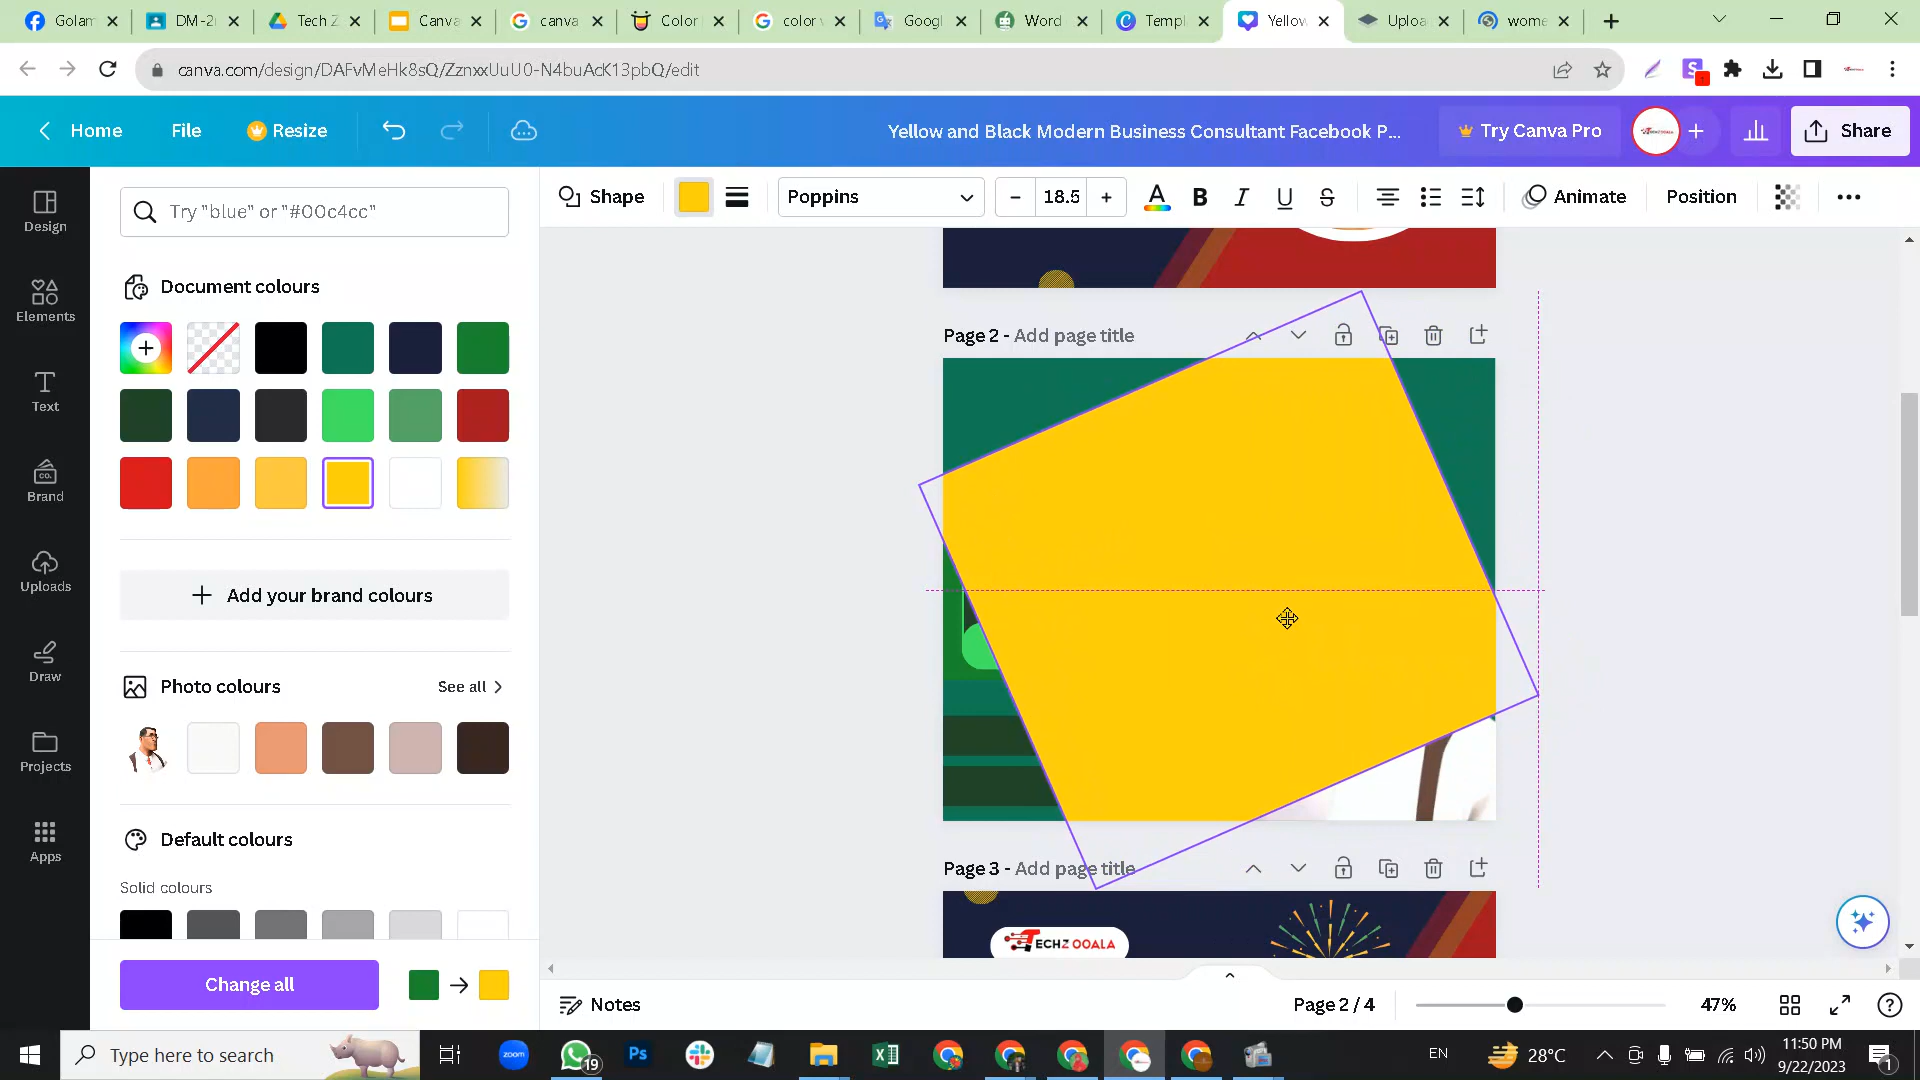 Golam
DM-2
Tech Z
Canva
canva
Color
color
Googl
Word
Templ
Yellow
Uploa
wome
canva.com/design/DAFvMeHk8sQ/ZznxxUuU0-N4buAcK13pbQ/edit
Home
File
Resize
Yellow and Black Modern Business Consultant Facebook P...
Try Canva Pro
Share
Design
Elements
Text
Brand
Uploads
Draw
Projects
Apps
Try "blue" or "#00c4cc"
Document colours
Add your brand colours
Photo colours
See all
Default colours
Solid colours
Change all
Shape
Poppins
18.5
A
B
I
U
S
Animate
Position
Page 2 - Add page title
Page 3 - Add page title
TECHZ OOALA
Notes
Page 2 / 4
47%
Type here to search
zoom
19
Ps
EN
28°C
11:50 PM
9/22/2023
1